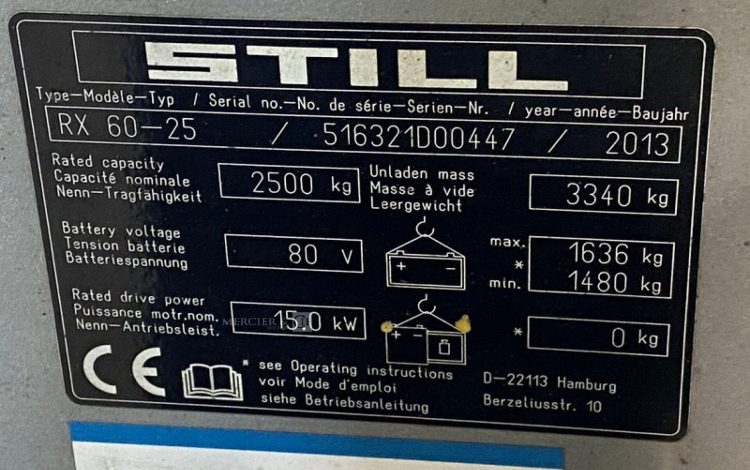 STILL
Type-Modèle-Typ / Serial no.-No. de série-Serien-Nr. / year-année-Baujahr
RX 60-25 / 516321D00447 / 2013
Rated capacity
Capacité nominale
Nenn-Tragfähigkeit
2500 kg
Unladen mass
Masse à vide
Leergewicht
3340 kg
Battery voltage
Tension batterie
Batteriespannung
80 V
+ -
max. 1636 kg
*
min. 1480 kg
Rated drive power
Puissance motr.nom.
Nenn-Antriebsleist.
15.0 kW
MERCIER
+ -
* 0 kg
CE
* see Operating instructions
voir Mode d'emploi
siehe Betriebsanleitung
D-22113 Hamburg
Berzeliusstr. 10